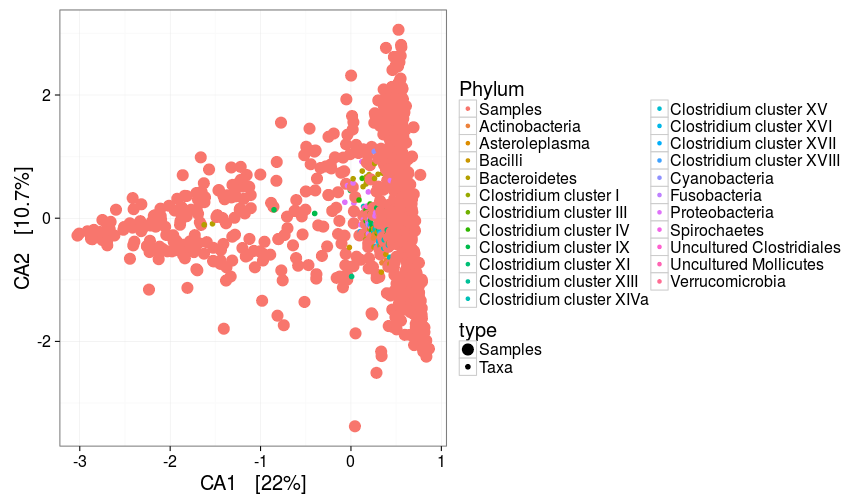 2
0
-2
-3
-2
-1
0
1
CA2 [10.7%]
CA1 [22%]
Phylum
Samples
Actinobacteria
Asteroleplasma
Bacilli
Bacteroidetes
Clostridium cluster I
Clostridium cluster III
Clostridium cluster IV
Clostridium cluster IX
Clostridium cluster XI
Clostridium cluster XIII
Clostridium cluster XIVa
Clostridium cluster XV
Clostridium cluster XVI
Clostridium cluster XVII
Clostridium cluster XVIII
Cyanobacteria
Fusobacteria
Proteobacteria
Spirochaetes
Uncultured Clostridiales
Uncultured Mollicutes
Verrucomicrobia
type
Samples
Taxa